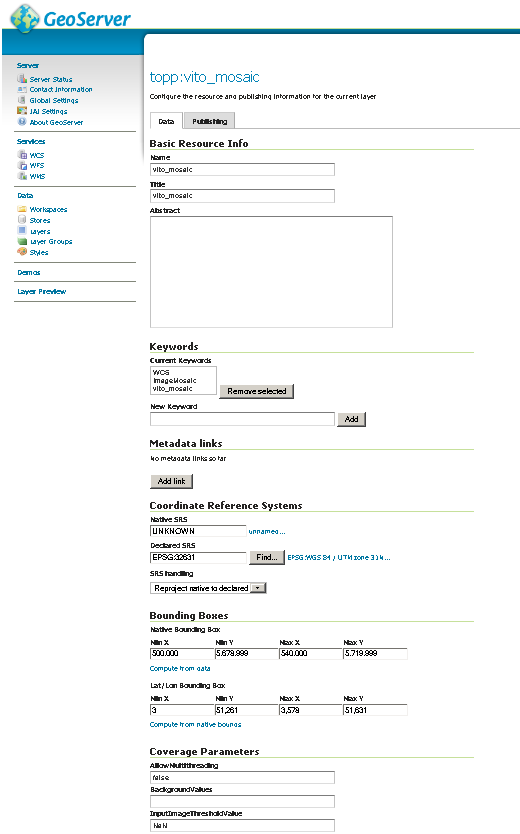 GeoServer
Server
Server Status
Contact Information
Global Settings
JAI Settings
About GeoServer
Services
WCS
WFS
WMS
Data
Workspaces
Stores
Layers
Layer Groups
Styles
Demos
Layer Preview
topp:vito_mosaic
Configure the resource and publishing information for the current layer
Data Publishing
Basic Resource Info
Name
vito_mosaic
Title
vito_mosaic
Abstract
Keywords
Current Keywords
WCS
ImageMosaic
vito_mosaic
Remove selected
New Keyword
Add
Metadata links
No metadata links so far
Add link
Coordinate Reference Systems
Native SRS
UNKNOWN unnamed...
Declared SRS
EPSG:32631 Find... EPSG:WGS 84 / UTM zone 31N...
SRS handling
Reproject native to declared
Bounding Boxes
Native Bounding Box
Min X Min Y Max X Max Y
500.000 5.679.999 540.000 5.719.999
Compute from data
Lat/Lon Bounding Box
Min X Min Y Max X Max Y
3 51,261 3,578 51,631
Compute from native bounds
Coverage Parameters
AllowMultithreading
false
BackgroundValues
InputImageThresholdValue
NaN